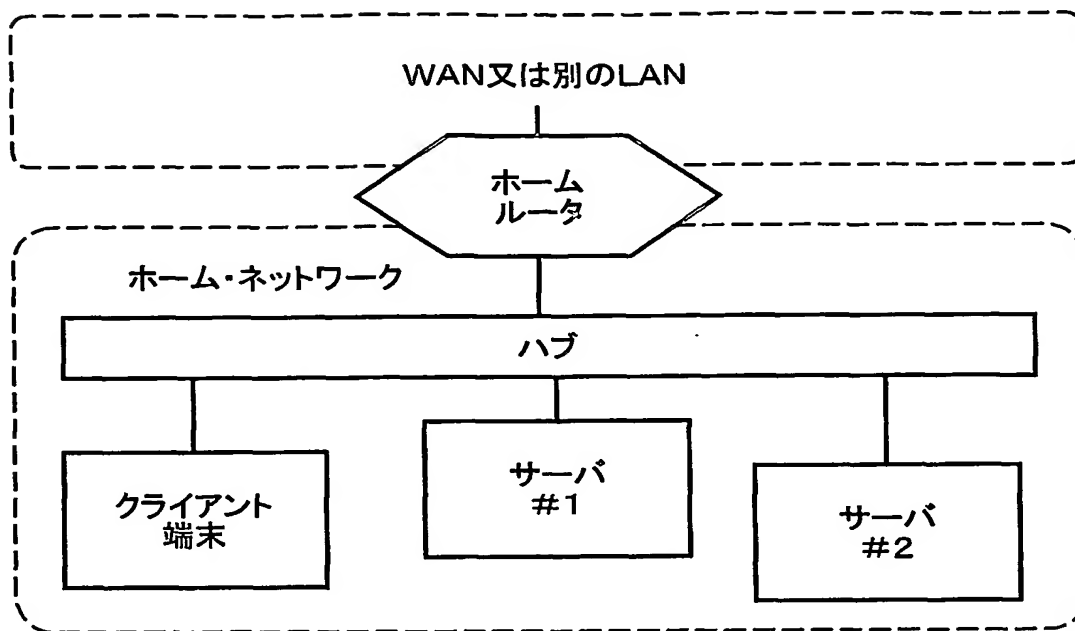 WAN又は別のLAN
ホーム
ルータ
ホーム・ネットワーク
ハブ
クライアント
端末
サーバ
#1
サーバ
#2